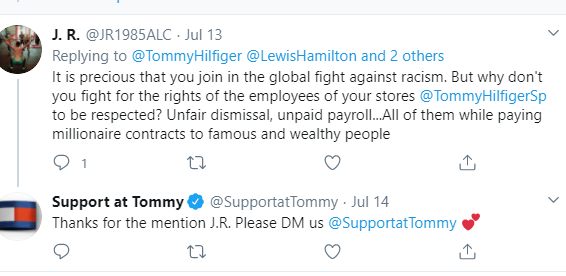 J. R. @JR1985ALC · Jul 13
Replying to @TommyHilfiger @LewisHamilton and 2 others
It is precious that you join in the global fight against racism. But why don't
you fight for the rights of the employees of your stores @TommyHilfigerSp
to be respected? Unfair dismissal, unpaid payroll...All of them while paying
millionaire contracts to famous and wealthy people
1
Support at Tommy @SupportatTommy · Jul 14
Thanks for the mention J.R. Please DM us @SupportatTommy 💕